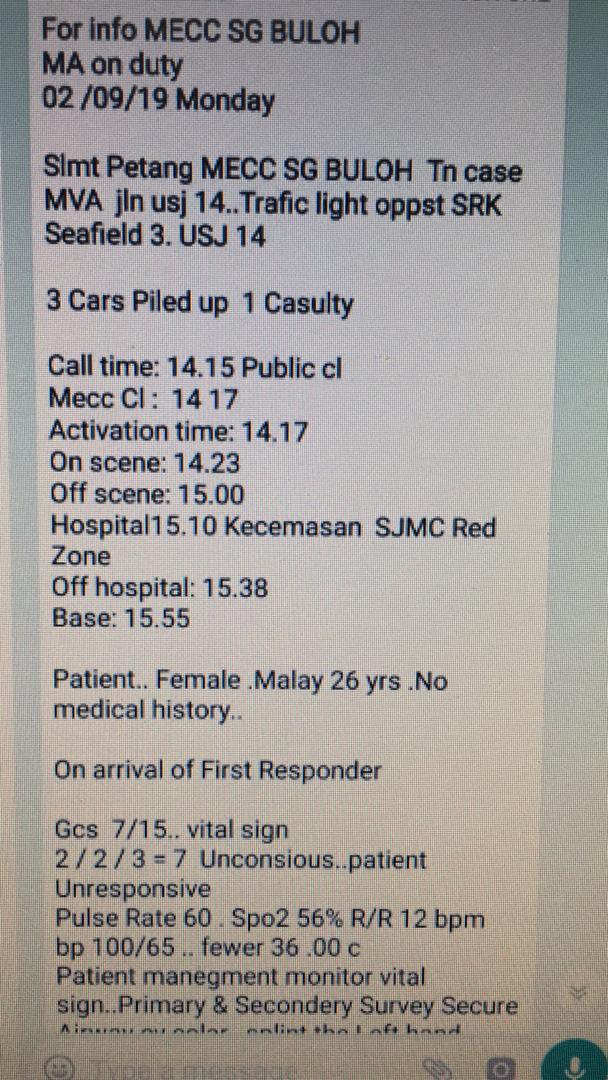 For info MECC SG BULOH
MA on duty
02 /09/19 Monday
Slmt Petang MECC SG BULOH Tn case
MVA jln usj 14..Trafic light oppst SRK
Seafield 3. USJ 14
3 Cars Piled up 1 Casulty
Call time: 14.15 Public cl
Mecc Cl : 14 17
Activation time: 14.17
On scene: 14.23
Off scene: 15.00
Hospital15.10 Kecemasan SJMC Red
Zone
Off hospital: 15.38
Base: 15.55
Patient.. Female .Malay 26 yrs .No
medical history..
On arrival of First Responder
Gcs 7/15.. vital sign
2 / 2 / 3 = 7 Unconsious..patient
Unresponsive
Pulse Rate 60 . Spo2 56% R/R 12 bpm
bp 100/65 .. fewer 36 .00 c
Patient manegment monitor vital
sign..Primary & Secondery Survey Secure
the Left hand
Type a message